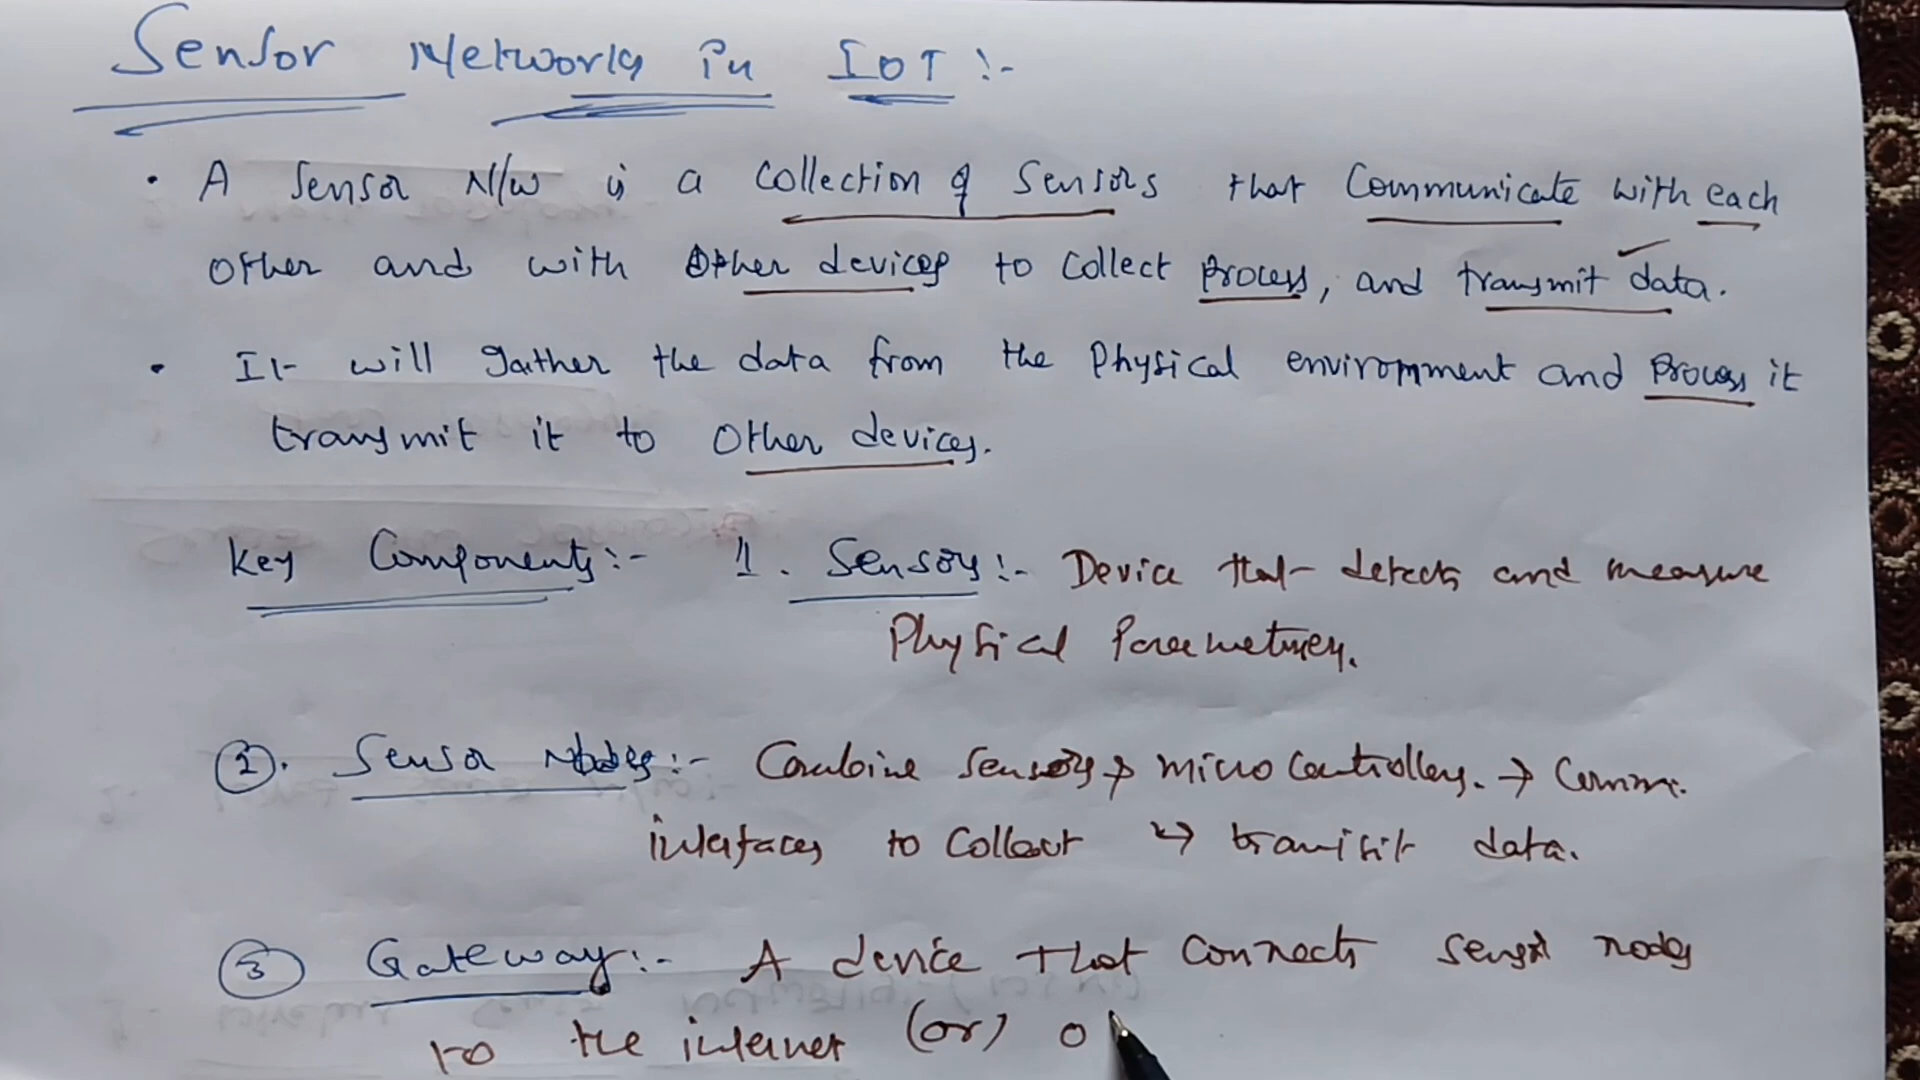 Sensor Networks in IOT :-
• A sensor N/w is a collection of sensors that communicate with each
other and with other devices to collect process, and transmit data.
• It will gather the data from the physical environment and process it
transmit it to other devices.
Key Components :- 1. Sensors :- Device that detects and measure
Physical Parameters.
②. Sensor Nodes :- Combine sensors → microcontrollers. → Comm.
interfaces to collect ↔ transmit data.
③ Gateway :- A device that connects sensor nodes
to the internet (or) o